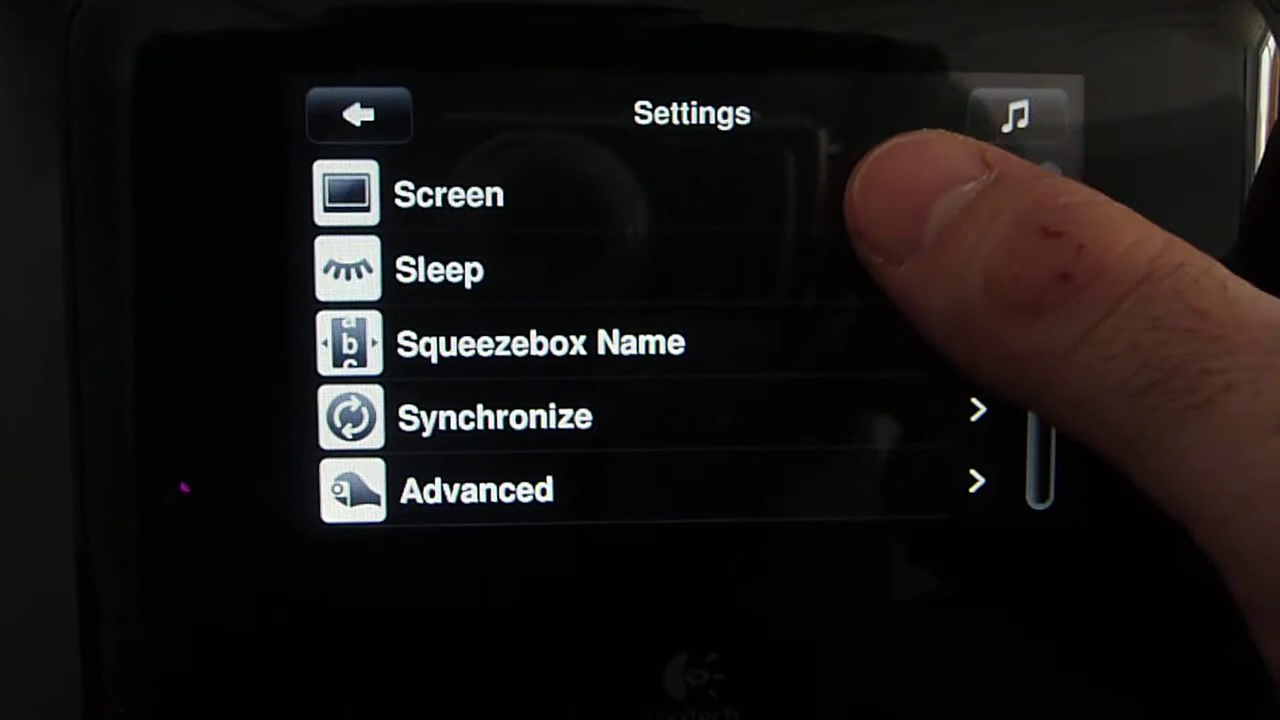 Settings
Screen
Sleep
Squeezebox Name
Synchronize
Advanced